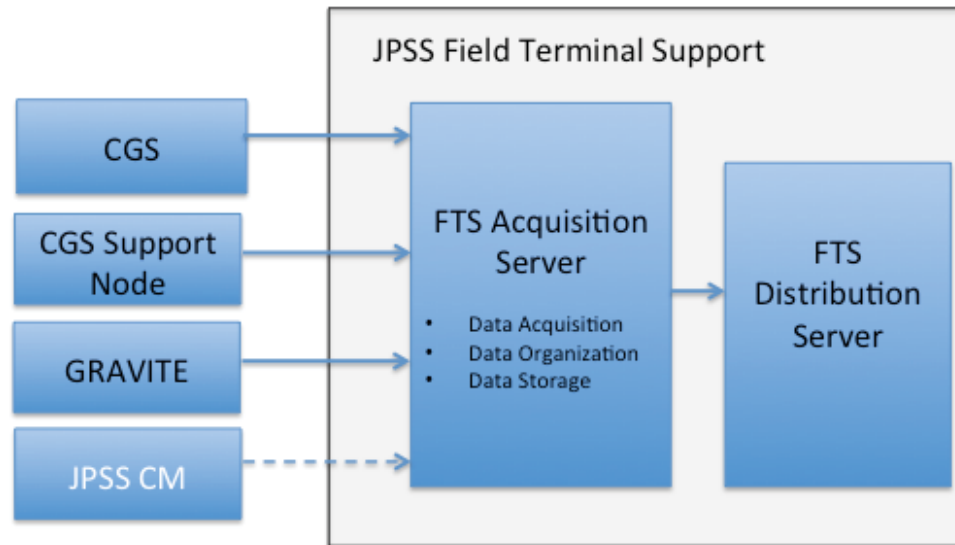 JPSS Field Terminal Support
CGS
CGS Support
Node
GRAVITE
JPSS CM
FTS Acquisition
Server
• Data Acquisition
• Data Organization
• Data Storage
FTS
Distribution
Server